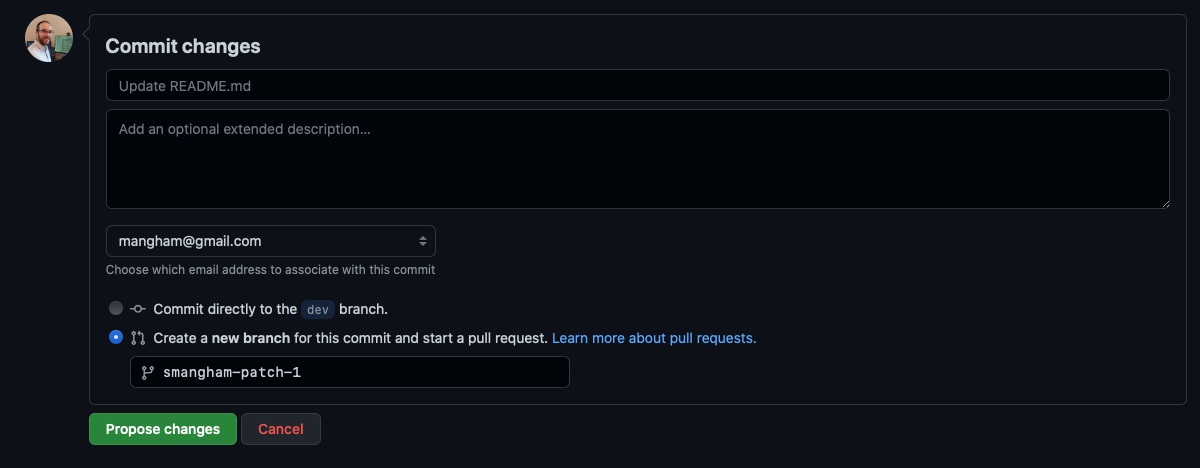 Commit changes
Update README.md
Add an optional extended description...
mangham@gmail.com
Choose which email address to associate with this commit
Commit directly to the dev branch.
Create a new branch for this commit and start a pull request. Learn more about pull requests.
smangham-patch-1
Propose changes Cancel